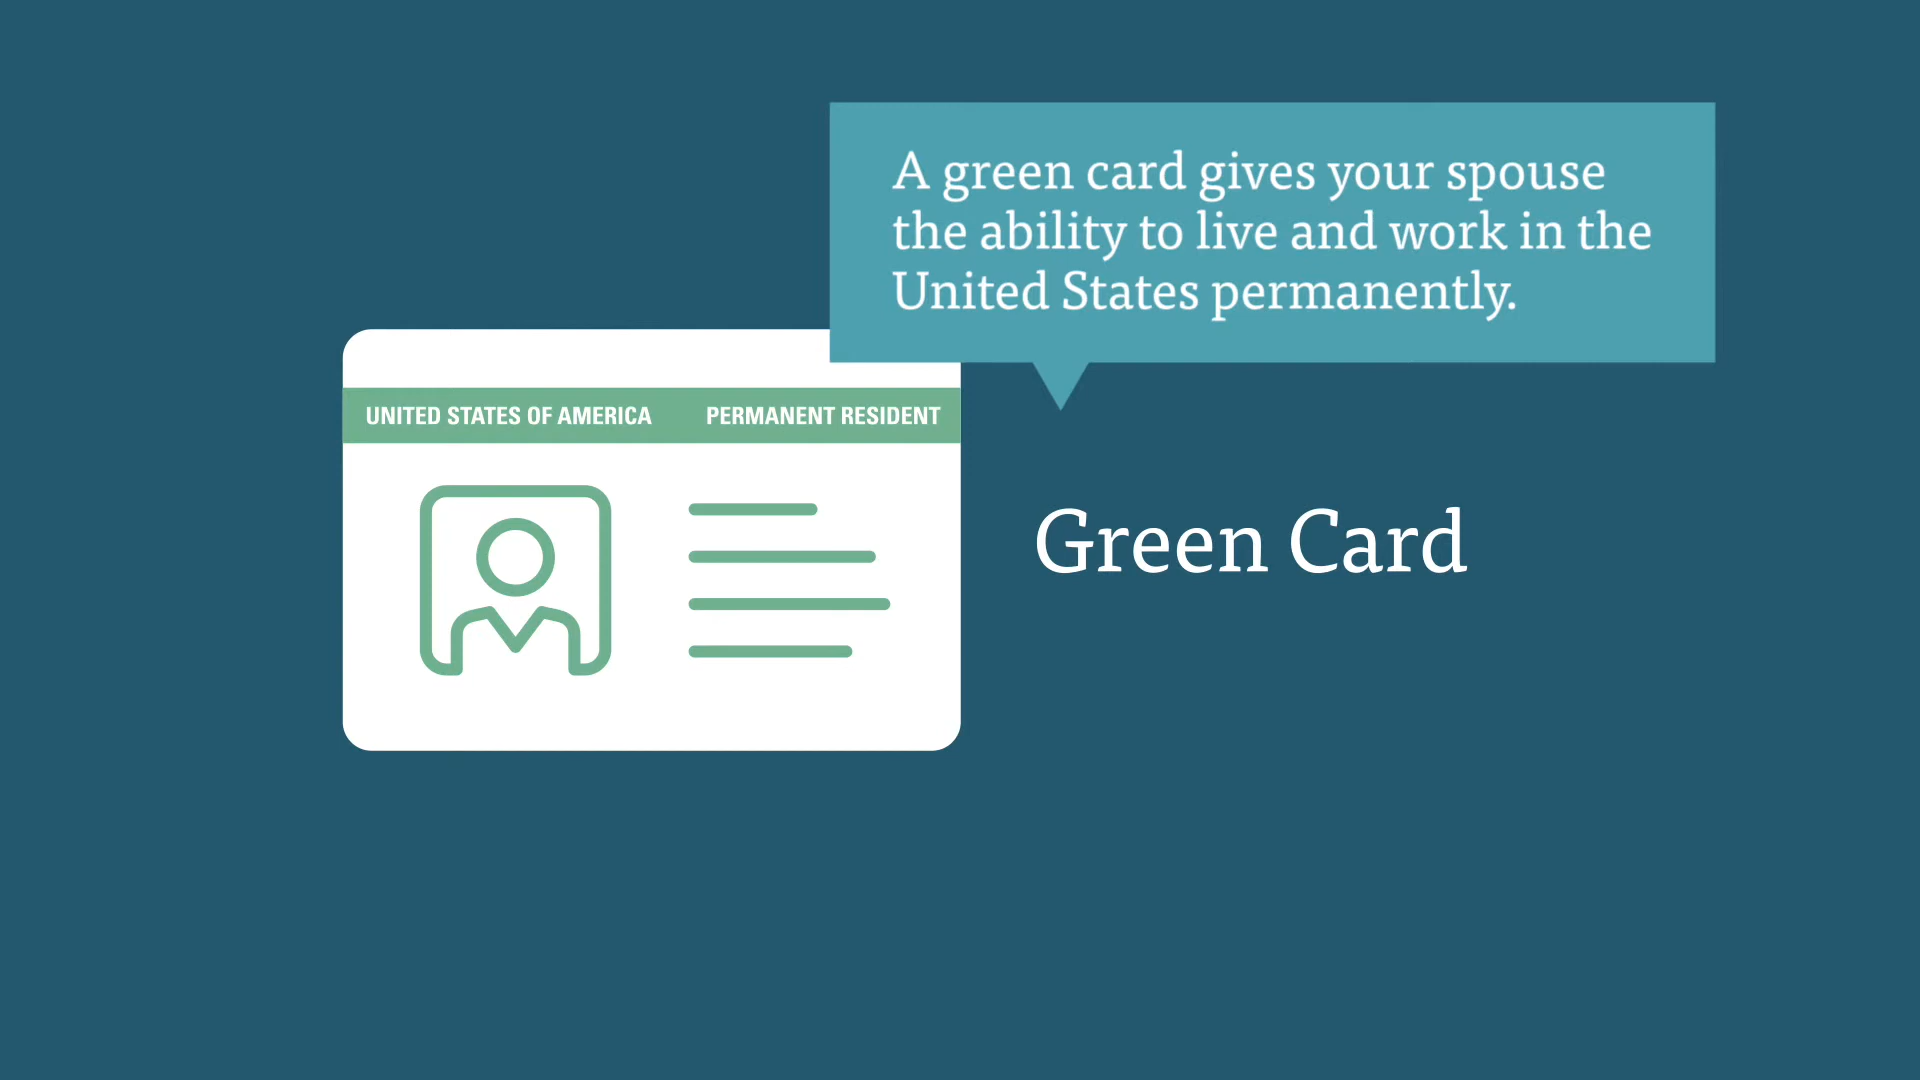 A green card gives your spouse
the ability to live and work in the
United States permanently.
UNITED STATES OF AMERICA PERMANENT RESIDENT
Green Card